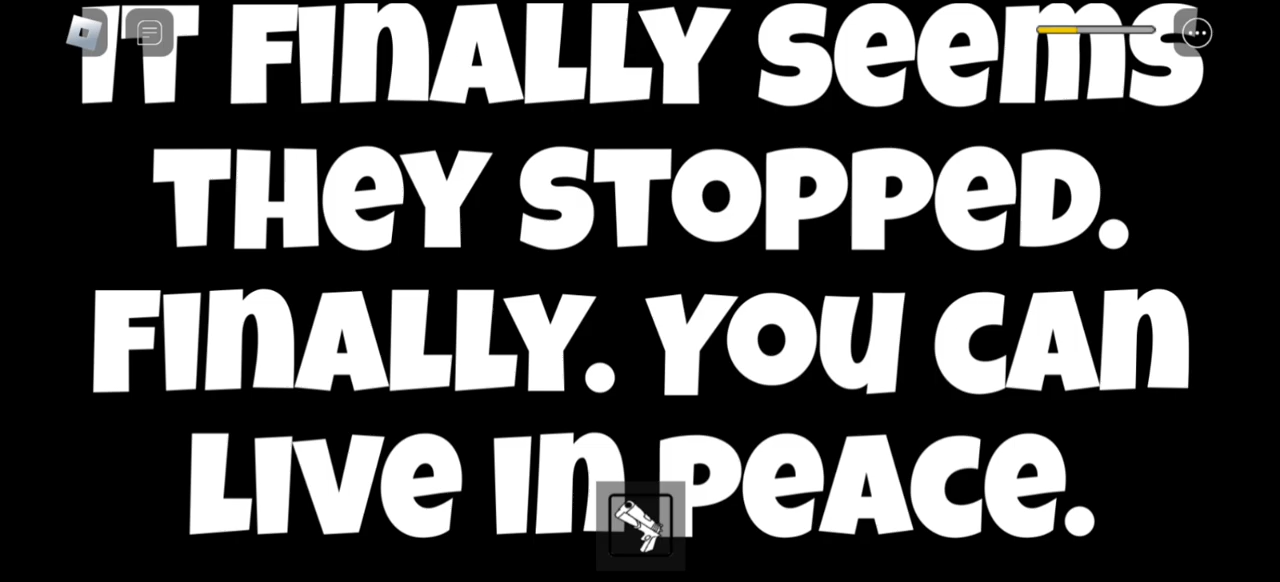 IT FINALLY SEEMS
THEY STOPPED.
FINALLY. YOU CAN
LIVE IN PEACE.